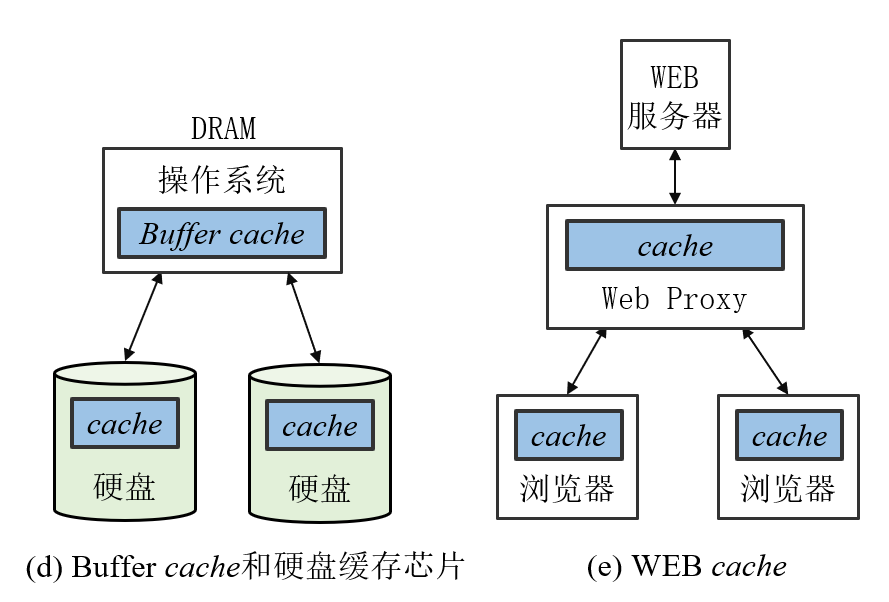 DRAM
操作系统
Buffer cache
cache
硬盘
cache
硬盘
(d) Buffer cache和硬盘缓存芯片
WEB
服务器
cache
Web Proxy
cache
浏览器
cache
浏览器
(e) WEB cache